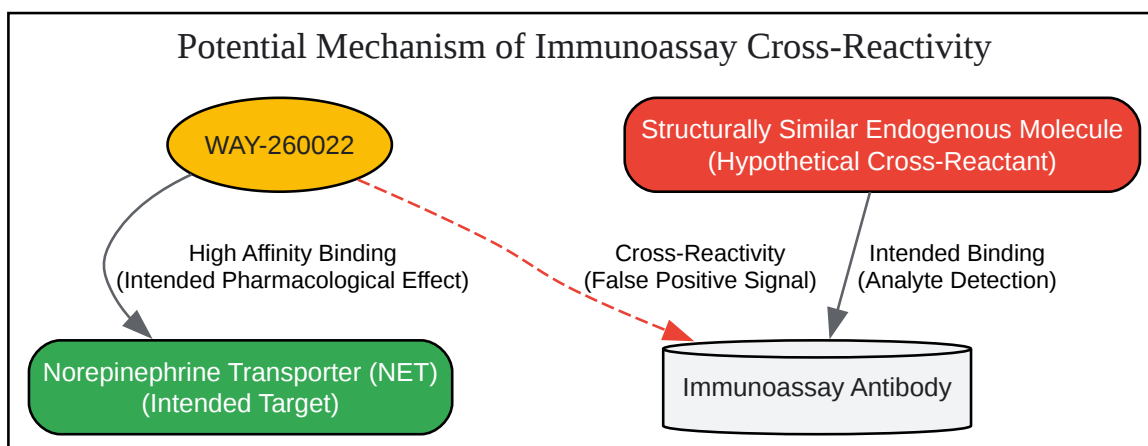 Potential Mechanism of Immunoassay Cross-Reactivity
WAY-260022
Structurally Similar Endogenous Molecule
(Hypothetical Cross-Reactant)
High Affinity Binding
(Intended Pharmacological Effect)
Cross-Reactivity
(False Positive Signal)
Intended Binding
(Analyte Detection)
Norepinephrine Transporter (NET)
(Intended Target)
Immunoassay Antibody